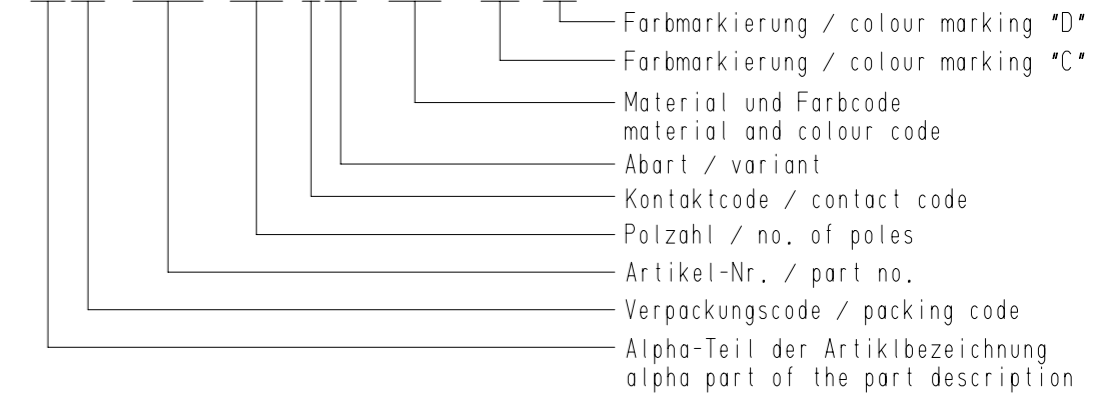 Farbmarkierung / colour marking "D"
Farbmarkierung / colour marking "C"
Material und Farbcode
material and colour code
Abart / variant
Kontaktcode / contact code
Polzahl / no. of poles
Artikel-Nr. / part no.
Verpackungscode / packing code
Alpha-Teil der Artiklbezeichnung
alpha part of the part description